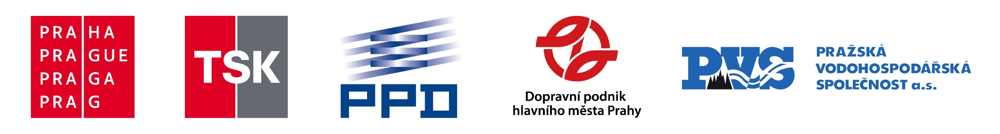 PRA HA
PRA GUE
PRA GA
PRA G
TSK
PPD
Dopravní podnik
hlavního města Prahy
PVS
PRAŽSKÁ
VODOHOSPODÁŘSKÁ
SPOLEČNOST a.s.